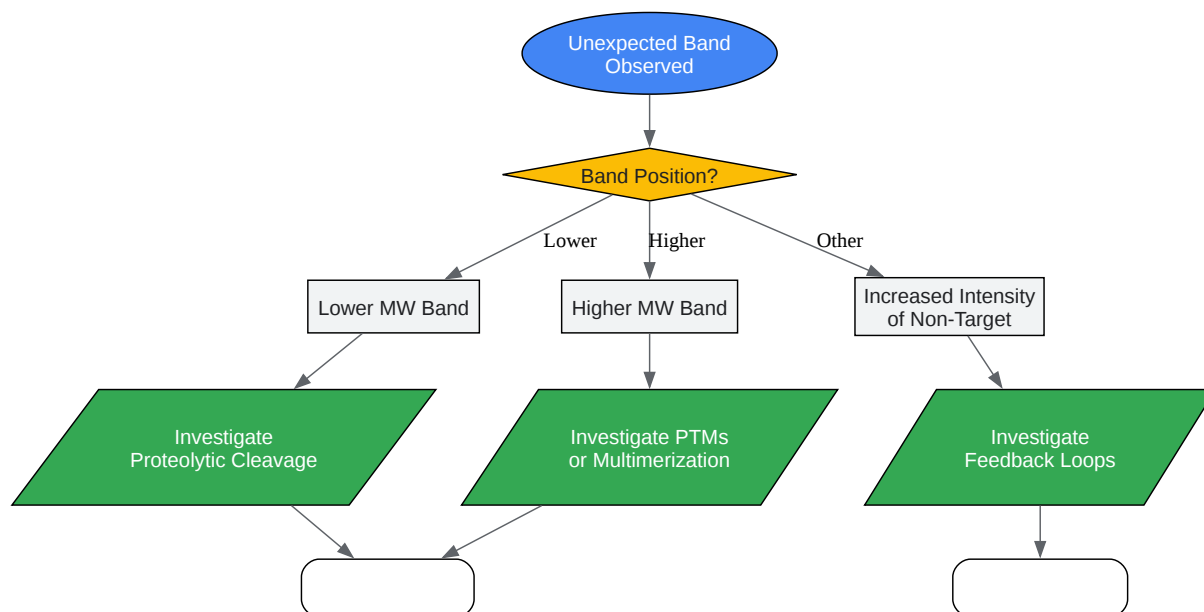 Unexpected Band
Observed
Band Position?
Lower
Higher
Other
Lower MW Band
Higher MW Band
Increased Intensity
of Non-Target
Investigate
Proteolytic Cleavage
Investigate PTMs
or Multimerization
Investigate
Feedback Loops